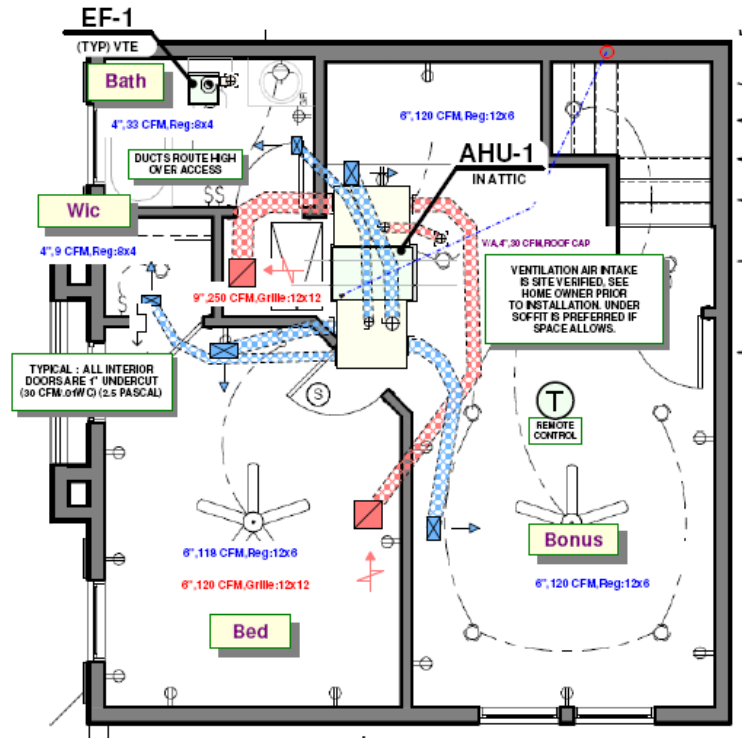 EF-1
(TYP) VTE
Bath
4",33 CFM,Reg:8x4
6",120 CFM,Reg:12x6
AHU-1
IN ATTIC
DUCTS ROUTE HIGH
OVER ACCESS
$$
Wic
4",9 CFM,Reg:8x4
V/A,4",30 CFM,ROOF CAP
VENTILATION AIR INTAKE
IS SITE VERIFIED, SEE
HOME OWNER PRIOR
TO INSTALLATION. UNDER
SOFFIT IS PREFERRED IF
SPACE ALLOWS.
$
9",250 CFM,Grille:12x12
TYPICAL : ALL INTERIOR
DOORS ARE 1" UNDERCUT
(30 CFM/.01WC) (2.5 PASCAL)
S
T
REMOTE
CONTROL
Bonus
6",118 CFM,Reg:12x6
6",120 CFM,Grille:12x12
6",120 CFM,Reg:12x6
Bed